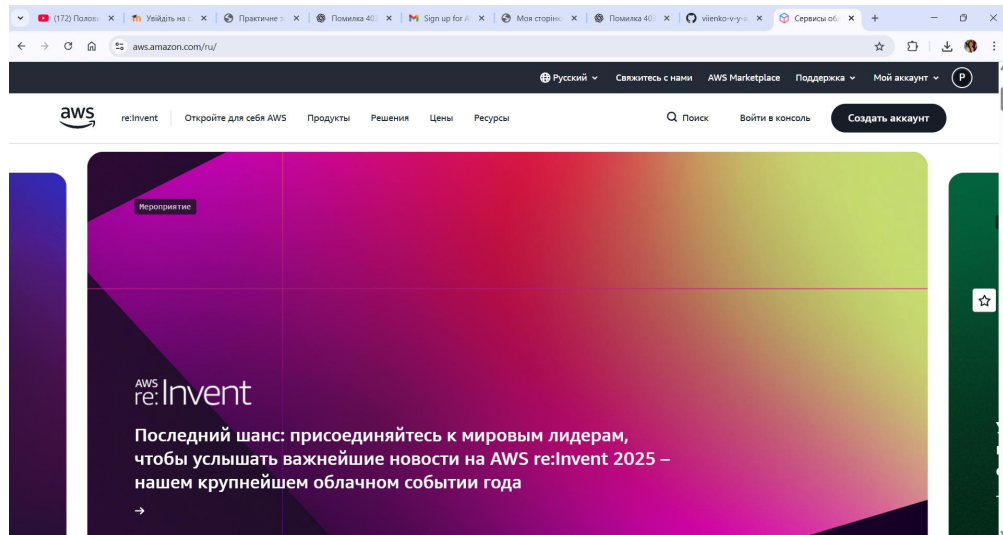 (172) Полові
Увійдіть на с
Практичне з
Помилка 40
Sign up for A
Моя сторінк
Помилка 40
viienko-v-y-s
Сервисы обл
aws.amazon.com/ru/
Русский
Свяжитесь с нами
AWS Marketplace
Поддержка
Мой аккаунт
P
aws
re:Invent
Откройте для себя AWS
Продукты
Решения
Цены
Ресурсы
Поиск
Войти в консоль
Создать аккаунт
Мероприятие
AWS
re:Invent
Последний шанс: присоединяйтесь к мировым лидерам,
чтобы услышать важнейшие новости на AWS re:Invent 2025 –
нашем крупнейшем облачном событии года